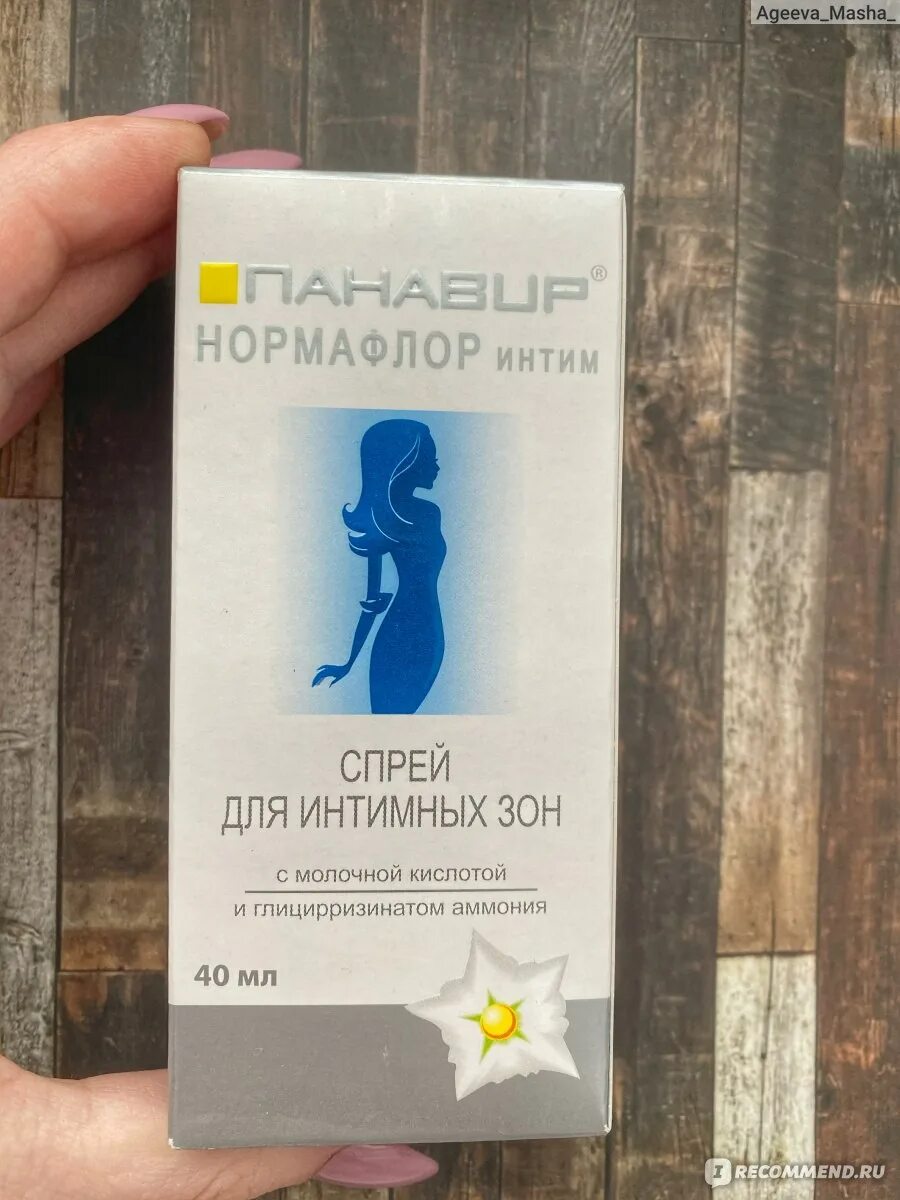 Ageeva_Masha_
ПАНАВИР®
НОРМАФЛОР ИНТИМ
СПРЕЙ
ДЛЯ ИНТИМНЫХ ЗОН
С МОЛОЧНОЙ КИСЛОТОЙ
И ГЛИЦИРРИЗИНАТОМ АММОНИЯ
40 мл
I RECOMMEND.RU